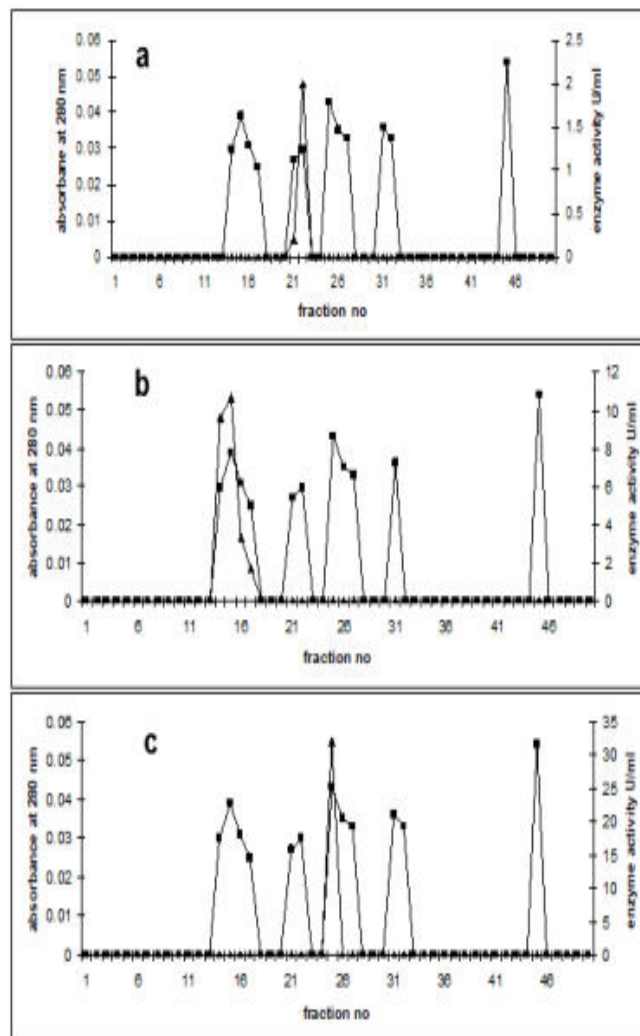 a
absorbane at 280 nm
0.06
0.05
0.04
0.03
0.02
0.01
0
2.5
2
1.5
1
0.5
0
enzyme activity U/ml
1 6 11 16 21 26 31 36 41 46
fraction no
b
absorbance at 280 nm
0.06
0.05
0.04
0.03
0.02
0.01
0
12
10
8
6
4
2
0
enzyme activity U/ml
1 6 11 16 21 26 31 36 41 46
fraction no
c
absorbance at 280 nm
0.06
0.05
0.04
0.03
0.02
0.01
0
35
30
25
20
15
10
5
0
enzyme activity U/ml
1 6 11 16 21 26 31 36 41 46
fraction no